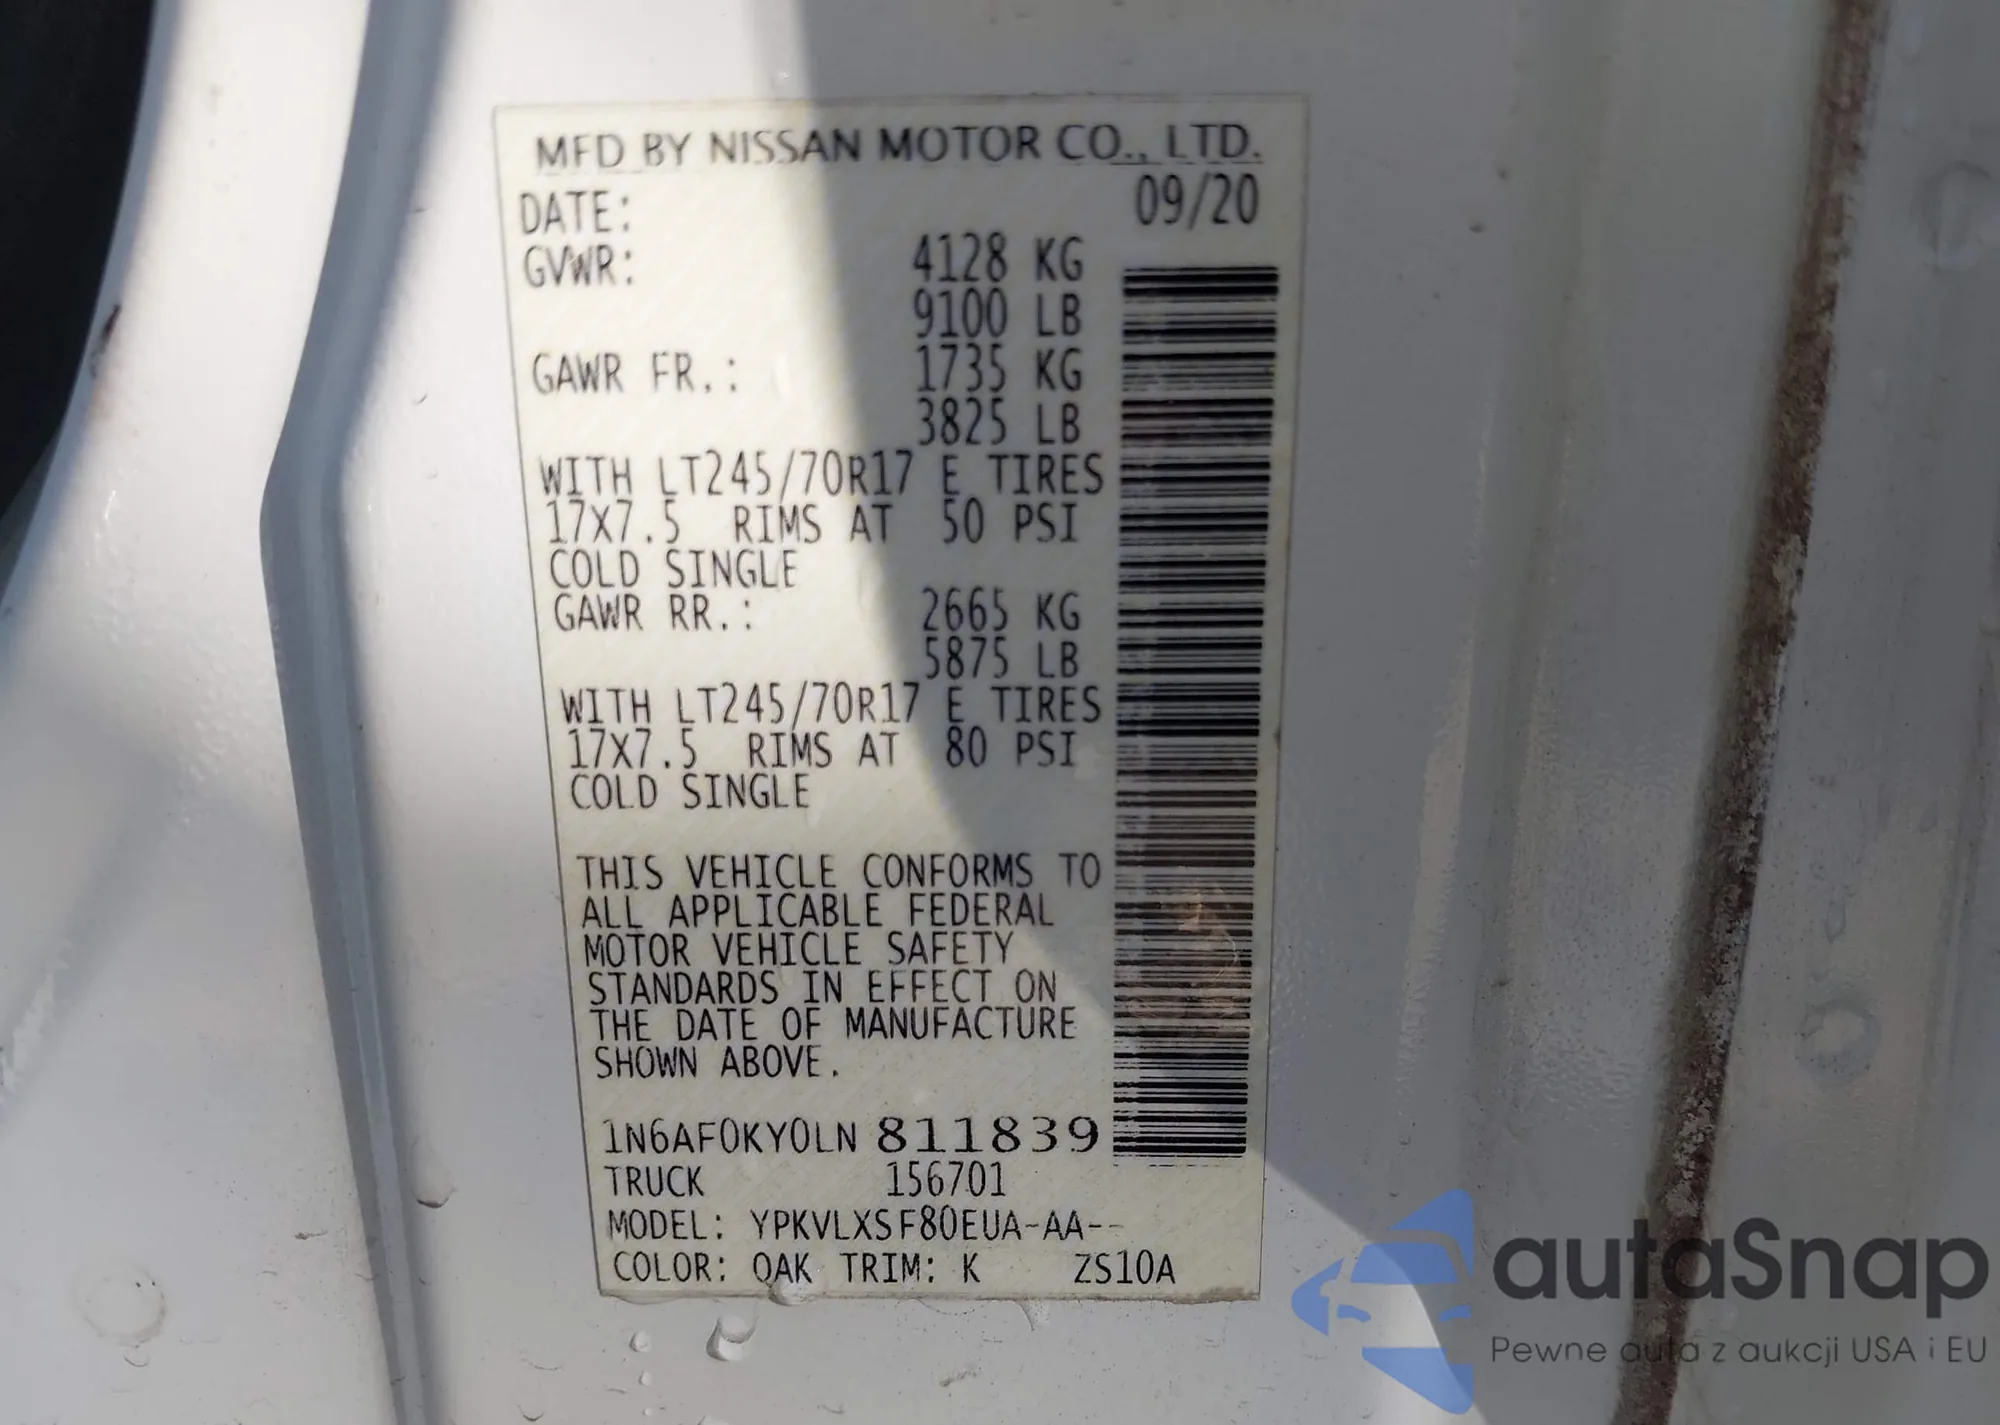 MFD BY NISSAN MOTOR CO., LTD.
DATE: 09/20
GVWR: 4128 KG
9100 LB
GAWR FR.: 1735 KG
3825 LB
WITH LT245/70R17 E TIRES
17X7.5 RIMS AT 50 PSI
COLD SINGLE
GAWR RR.: 2665 KG
5875 LB
WITH LT245/70R17 E TIRES
17X7.5 RIMS AT 80 PSI
COLD SINGLE
THIS VEHICLE CONFORMS TO
ALL APPLICABLE FEDERAL
MOTOR VEHICLE SAFETY
STANDARDS IN EFFECT ON
THE DATE OF MANUFACTURE
SHOWN ABOVE.
1N6AF0KY0LN 811839
TRUCK 156701
MODEL: YPKVLXSF80EUA-AA--
COLOR: QAK TRIM: K ZS10A
autaSnap
Pewne auta z aukcji USA i EU